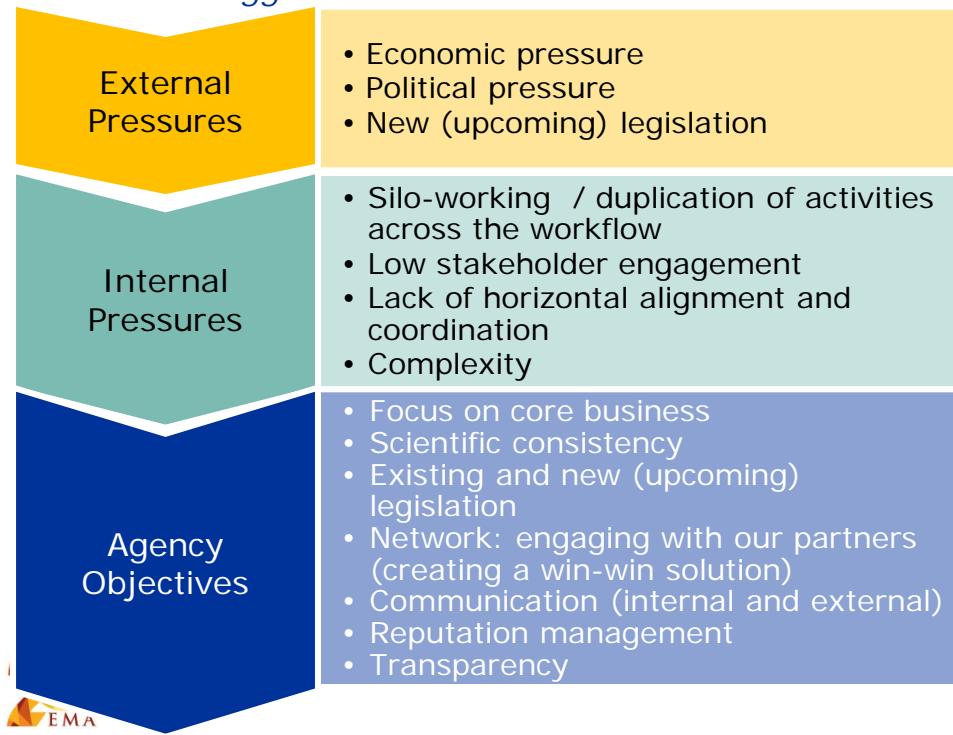 External
Pressures
• Economic pressure
• Political pressure
• New (upcoming) legislation
Internal
Pressures
• Silo-working / duplication of activities
across the workflow
• Low stakeholder engagement
• Lack of horizontal alignment and
coordination
• Complexity
Agency
Objectives
• Focus on core business
• Scientific consistency
• Existing and new (upcoming)
legislation
• Network: engaging with our partners
(creating a win-win solution)
• Communication (internal and external)
• Reputation management
• Transparency
EMA